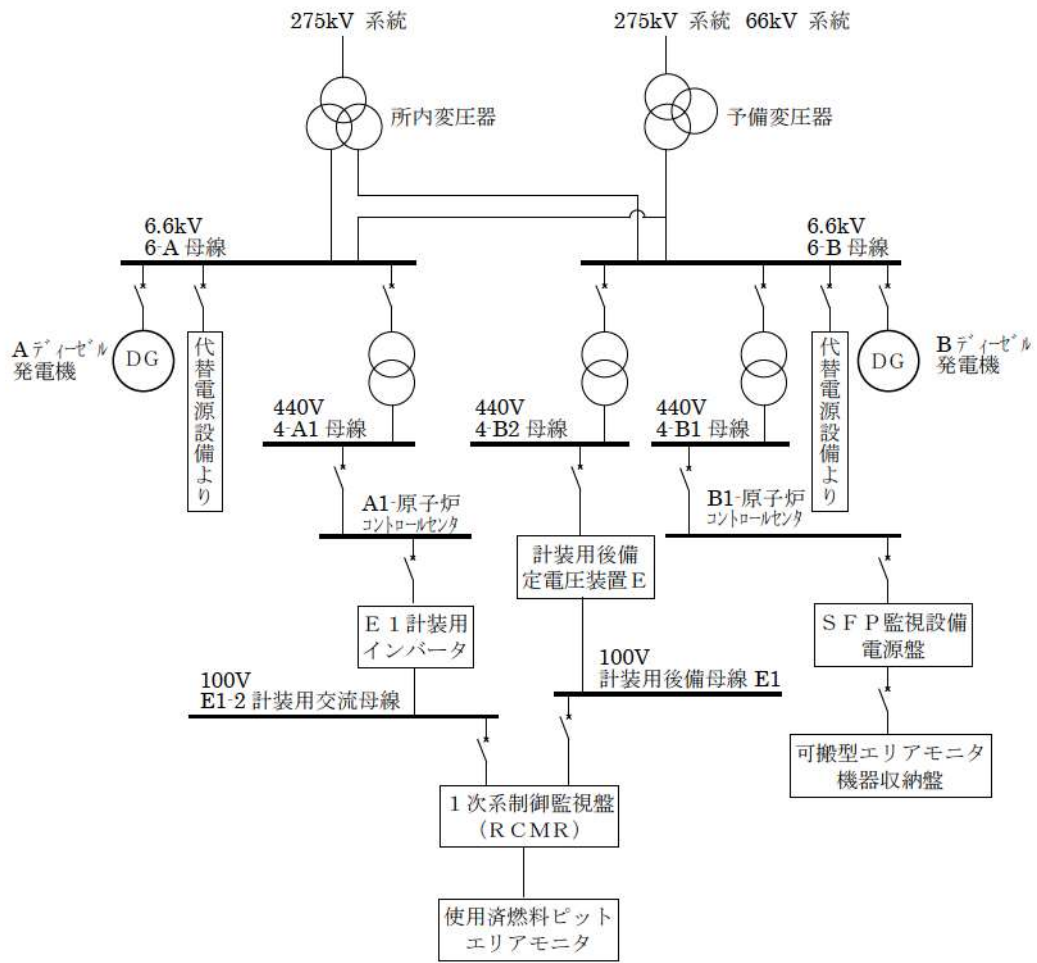 275kV 系統
275kV 系統 66kV 系統
所内変圧器
予備変圧器
6.6kV
6-A 母線
6.6kV
6-B 母線
Aディーゼル
発電機
DG
代替電源設備より
代替電源設備より
DG
Bディーゼル
発電機
440V
4-A1 母線
440V
4-B2 母線
440V
4-B1 母線
A1-原子炉
コントロールセンタ
B1-原子炉
コントロールセンタ
計装用後備
定電圧装置E
E1計装用
インバータ
SFP監視設備
電源盤
100V
E1-2 計装用交流母線
100V
計装用後備母線 E1
可搬型エリアモニタ
機器収納盤
1次系制御監視盤
（RCMR）
使用済燃料ピット
エリアモニタ